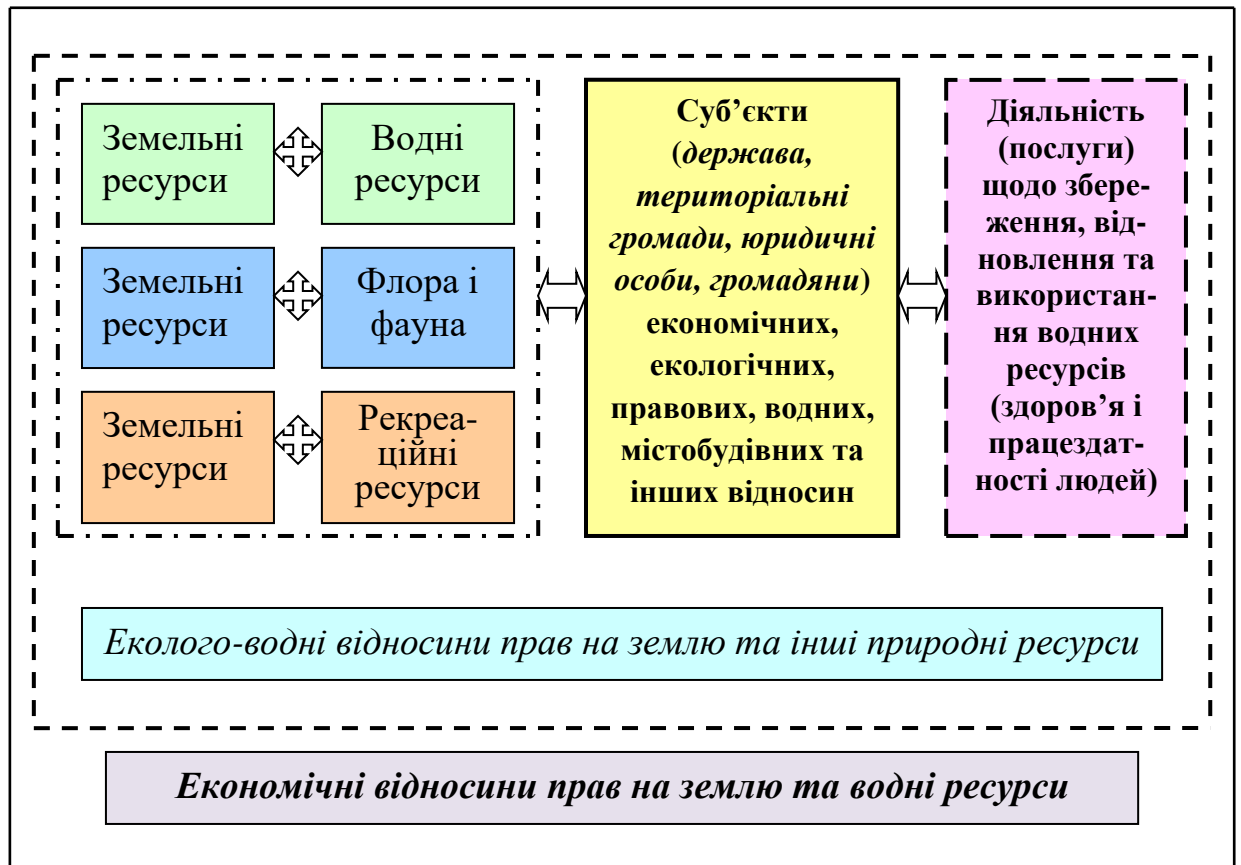 Земельні
ресурси
Водні
ресурси
Земельні
ресурси
Флора і
фауна
Земельні
ресурси
Рекреа-
ційні
ресурси
Суб’єкти
(держава,
територіальні
громади, юридичні
особи, громадяни)
економічних,
екологічних,
правових, водних,
містобудівних та
інших відносин
Діяльність
(послуги)
щодо збере-
ження, від-
новлення та
використан-
ня водних
ресурсів
(здоров’я і
працездат-
ності людей)
Еколого-водні відносини прав на землю та інші природні ресурси
Економічні відносини прав на землю та водні ресурси